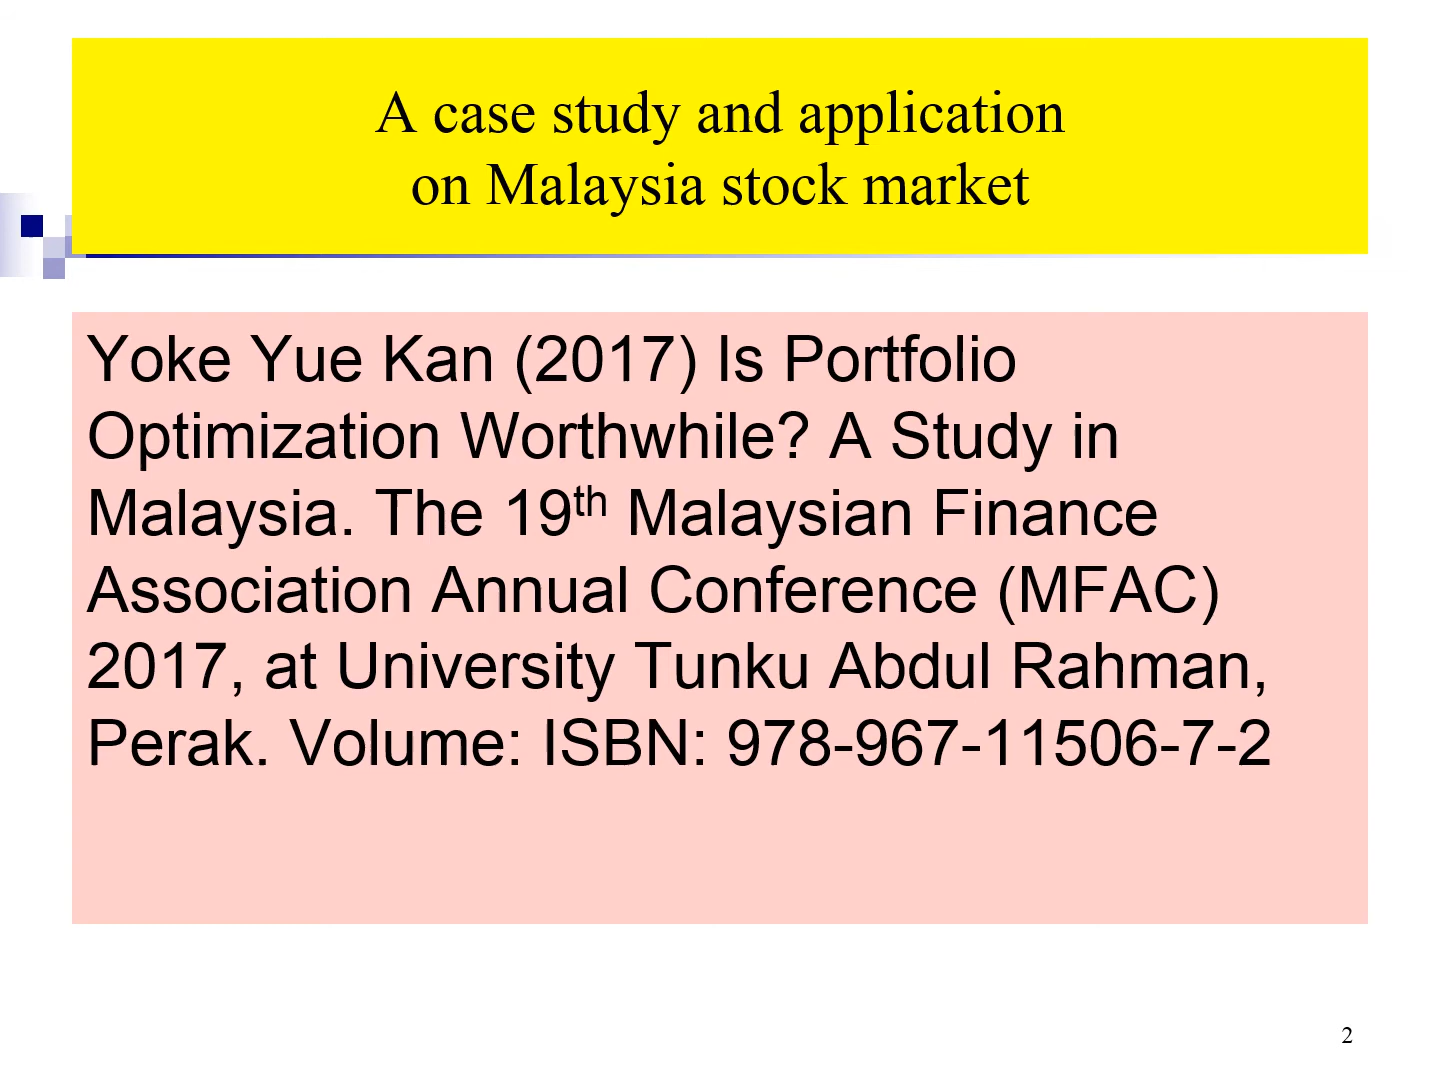 A case study and application
on Malaysia stock market
Yoke Yue Kan (2017) Is Portfolio
Optimization Worthwhile? A Study in
Malaysia. The 19th Malaysian Finance
Association Annual Conference (MFAC)
2017, at University Tunku Abdul Rahman,
Perak. Volume: ISBN: 978-967-11506-7-2
2